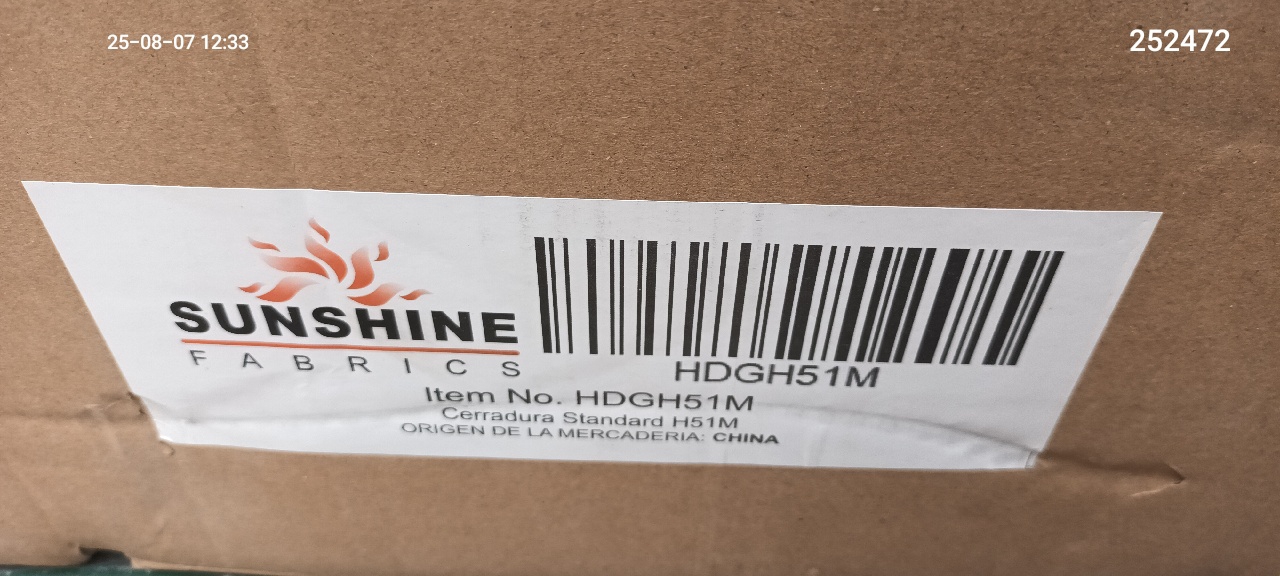 25-08-07 12:33
252472
SUNSHINE
FABRICS
HDGH51M
Item No. HDGH51M
Cerradura Standard H51M
ORIGEN DE LA MERCADERIA: CHINA